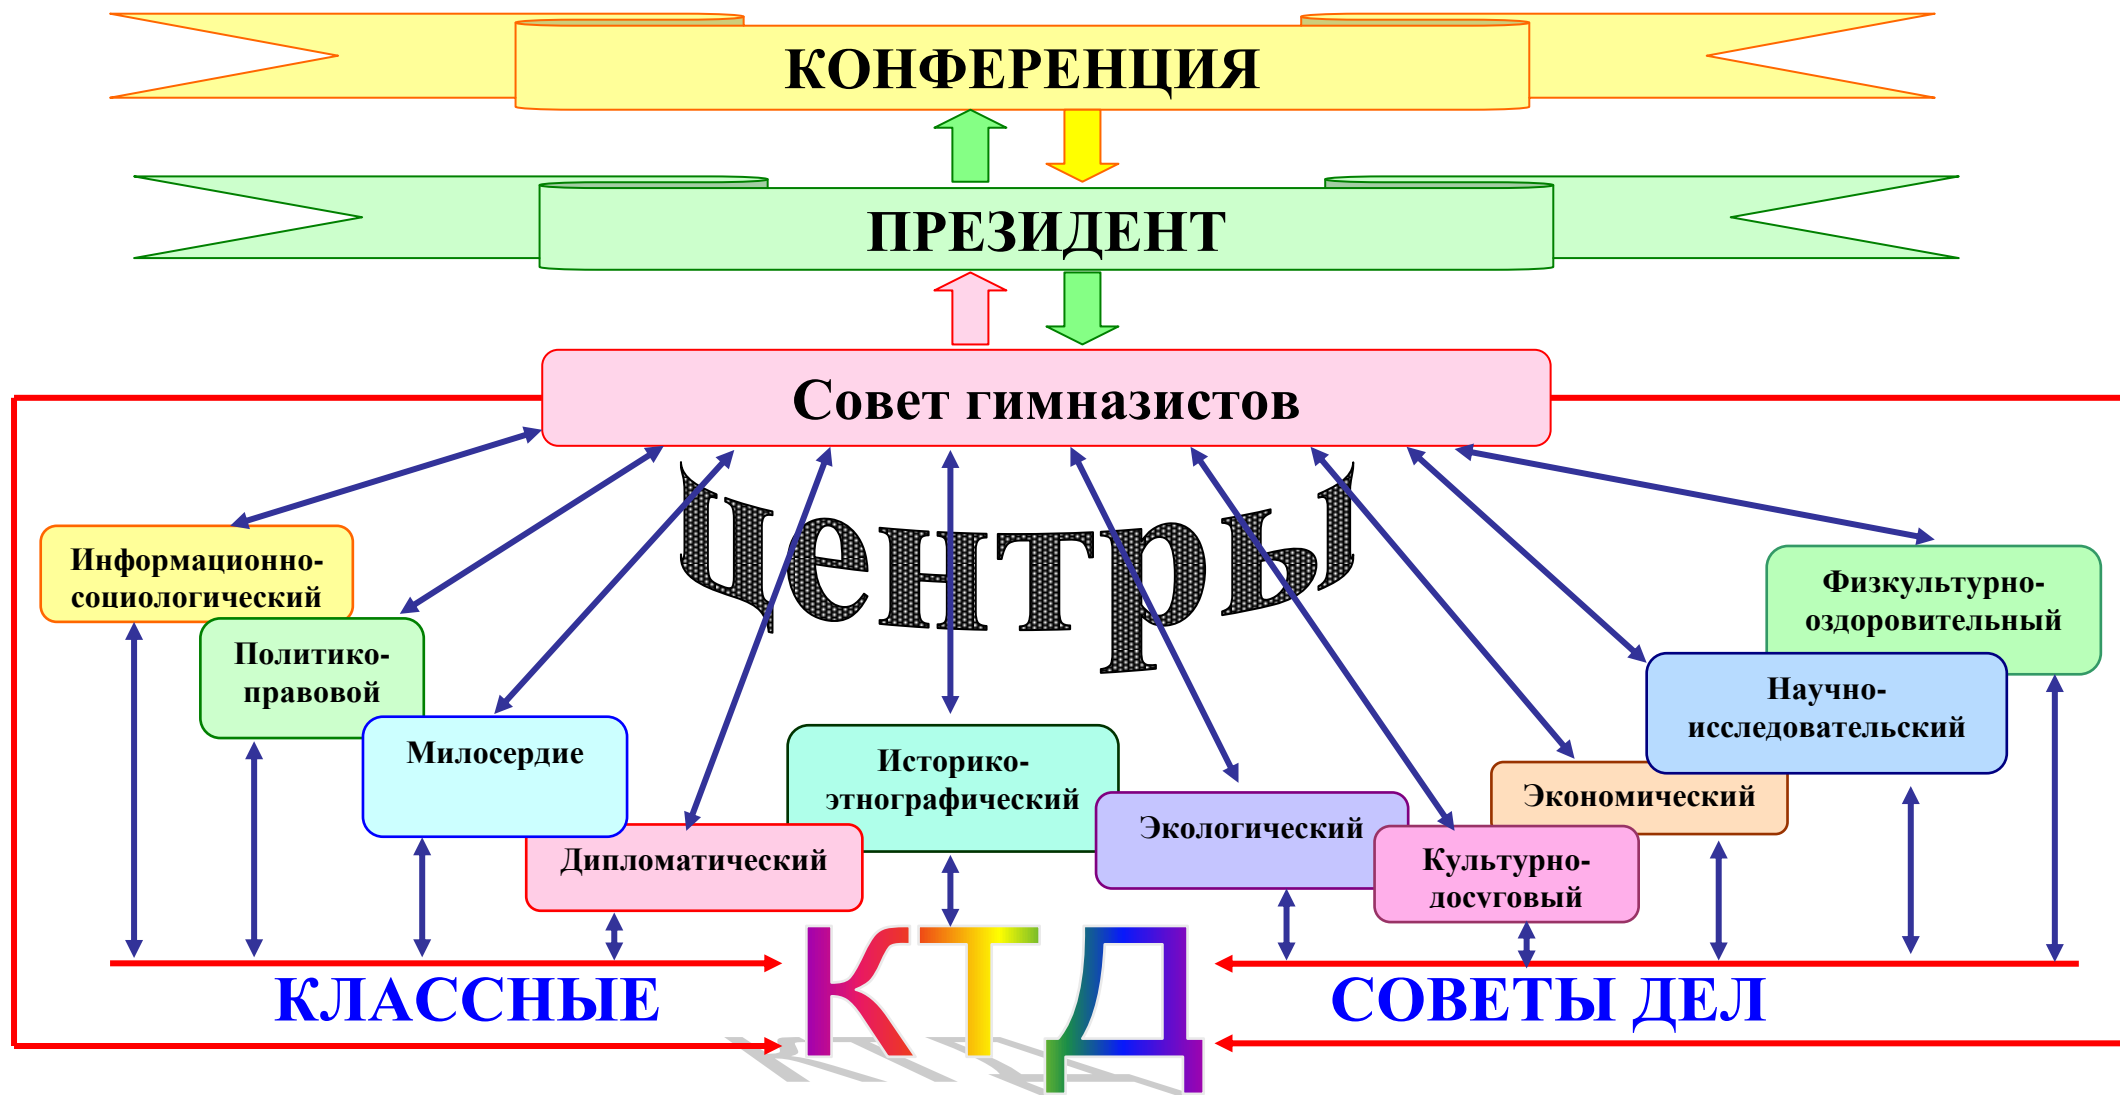 КОНФЕРЕНЦИЯ
ПРЕЗИДЕНТ
Совет гимназистов
центры
Информационно-
социологический
Политико-
правовой
Милосердие
Дипломатический
Историко-
этнографический
Экологический
Культурно-
досуговый
Экономический
Научно-
исследовательский
Физкультурно-
оздоровительный
КЛАССНЫЕ
КТД
СОВЕТЫ ДЕЛ